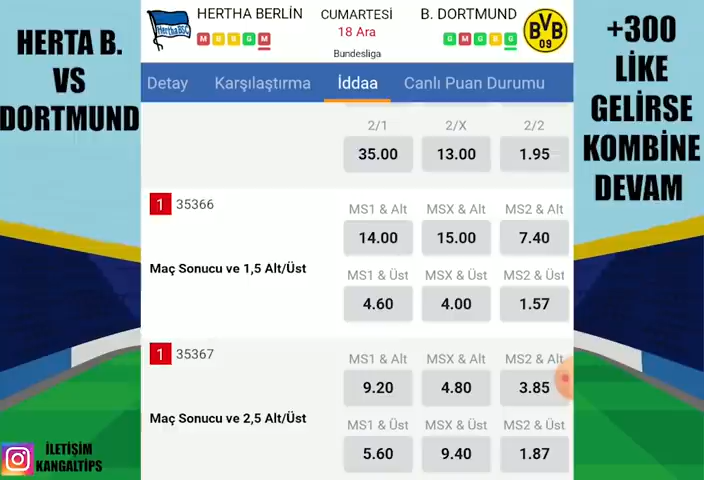 HERTA B.
VS
DORTMUND
HERTHA BERLİN
M B B G M
Hertha BSC
CUMARTESİ
18 Ara
Bundesliga
B. DORTMUND
G M G B G
BVB
09
+300
LİKE
GELİRSE
KOMBİNE
DEVAM
Detay Karşılaştırma İddaa Canlı Puan Durumu
2/1 2/X 2/2
35.00 13.00 1.95
1 35366
MS1 & Alt MSX & Alt MS2 & Alt
14.00 15.00 7.40
Maç Sonucu ve 1,5 Alt/Üst
MS1 & Üst MSX & Üst MS2 & Üst
4.60 4.00 1.57
1 35367
MS1 & Alt MSX & Alt MS2 & Alt
9.20 4.80 3.85
Maç Sonucu ve 2,5 Alt/Üst
MS1 & Üst MSX & Üst MS2 & Üst
5.60 9.40 1.87
İLETİŞİM
KANGALTIPS